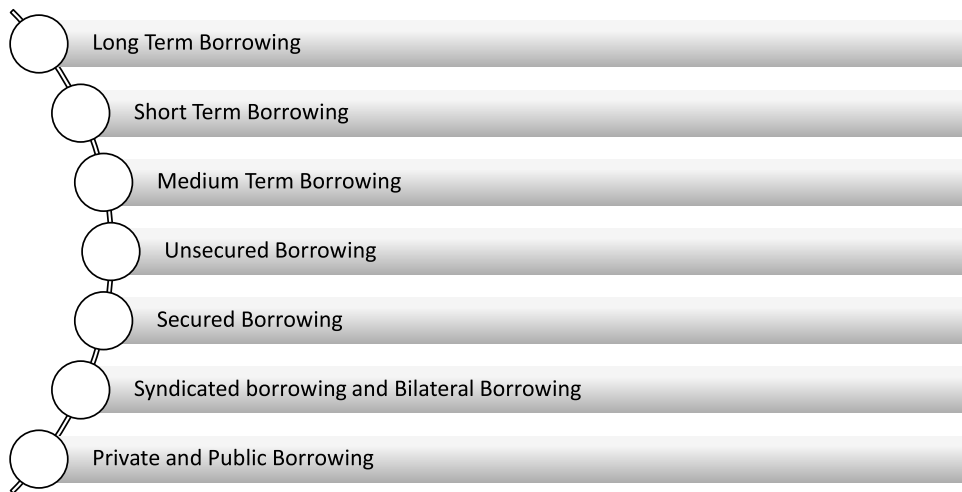 Long Term Borrowing
Short Term Borrowing
Medium Term Borrowing
Unsecured Borrowing
Secured Borrowing
Syndicated borrowing and Bilateral Borrowing
Private and Public Borrowing